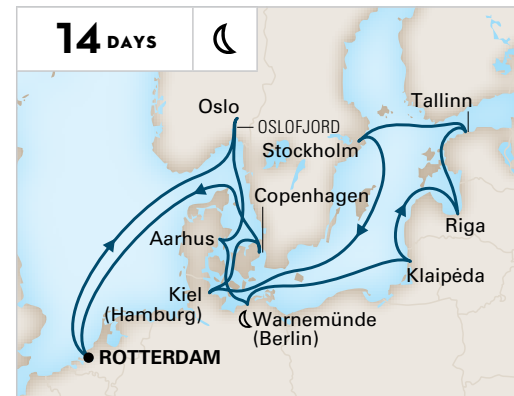 14 DAYS
Oslo
OSLOFJORD
Tallinn
Stockholm
Copenhagen
Riga
Aarhus
Klaipėda
Kiel
(Hamburg)
Warnemünde
(Berlin)
ROTTERDAM